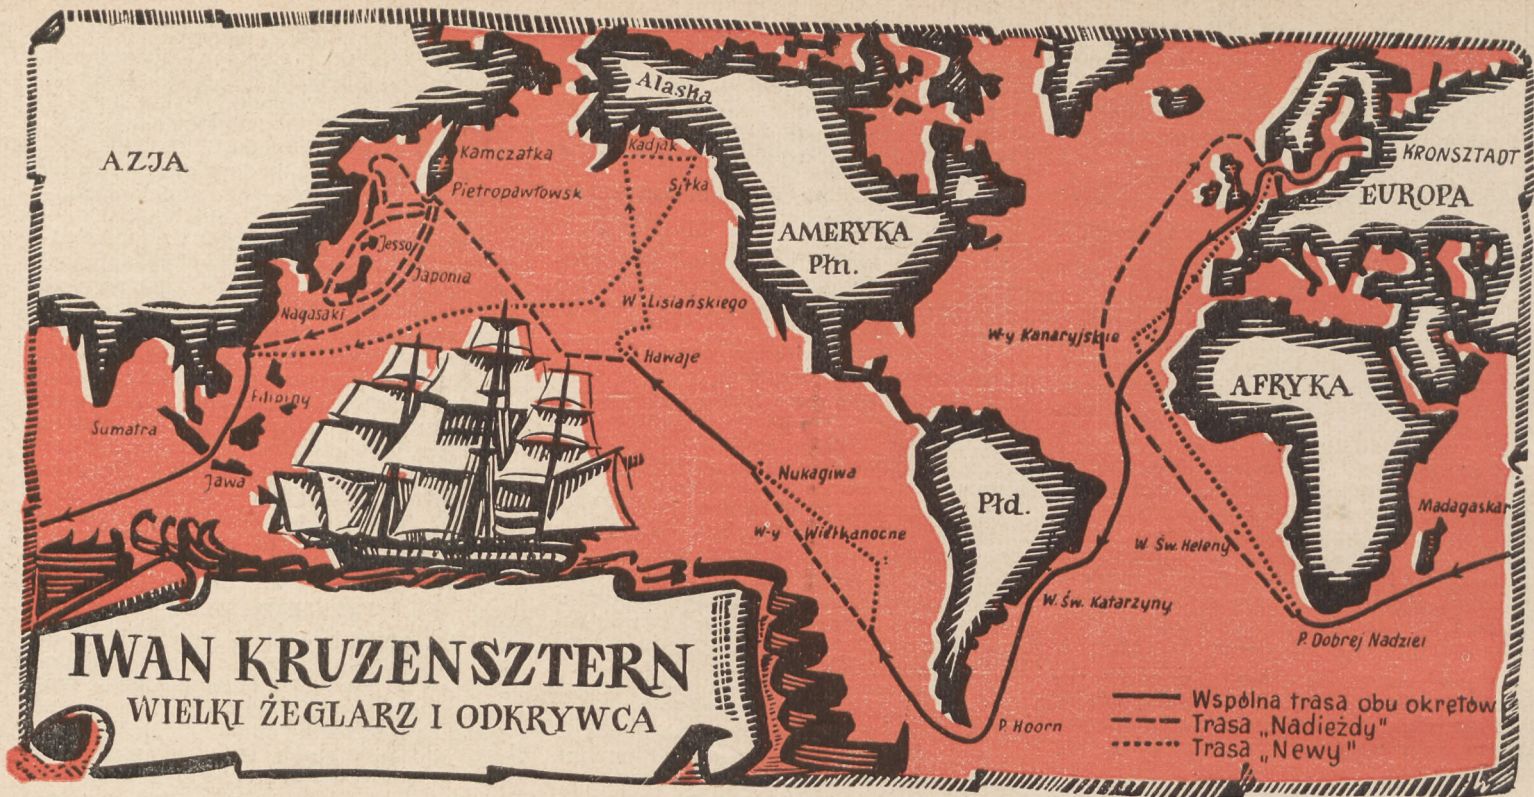 AZJA
Alaska
Kadjak
Kamczatka
Sitka
Pietropawłowsk
KRONSZTADT
EUROPA
AMERYKA
Płn.
Jesso
Japonia
Nagasaki
W. Lisiańskiego
W-y Kanaryjskie
Hawaje
AFRYKA
Filipiny
Sumatra
Jawa
Nukagiwa
Płd.
Madagaskar
W-y Wielkanocne
W. Św. Heleny
W. Św. Katarzyny
P. Dobrej Nadziei
P. Hoorn
IWAN KRUZENSZTERN
WIELKI ŻEGLARZ I ODKRYWCA
Wspólna trasa obu okrętów
Trasa „Nadieżdy"
Trasa „Newy"